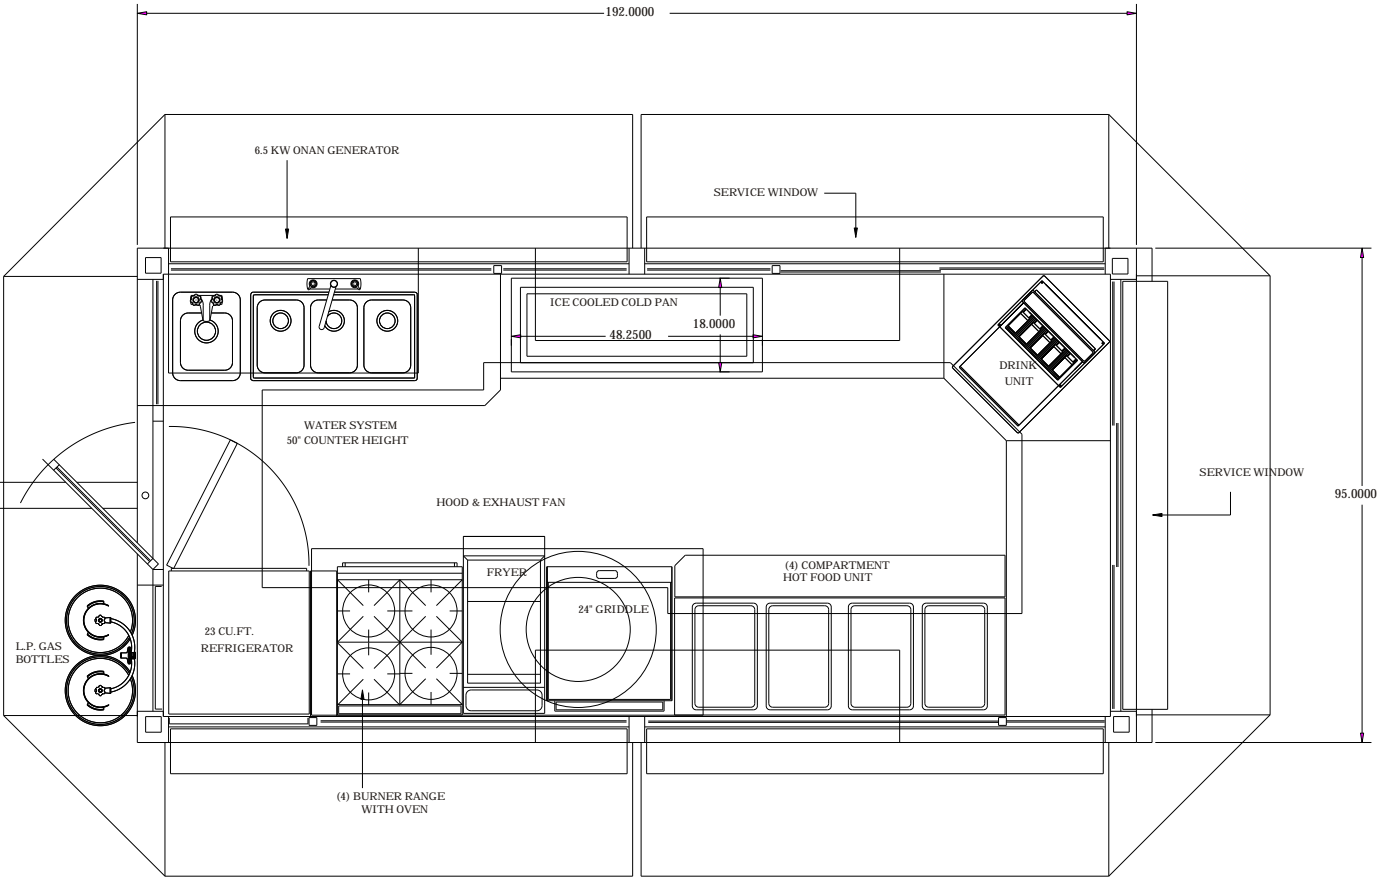 192.0000
6.5 KW ONAN GENERATOR
SERVICE WINDOW
ICE COOLED COLD PAN
18.0000
48.2500
DRINK
UNIT
WATER SYSTEM
50" COUNTER HEIGHT
SERVICE WINDOW
95.0000
HOOD & EXHAUST FAN
FRYER
(4) COMPARTMENT
HOT FOOD UNIT
24" GRIDDLE
23 CU.FT.
REFRIGERATOR
L.P. GAS
BOTTLES
(4) BURNER RANGE
WITH OVEN